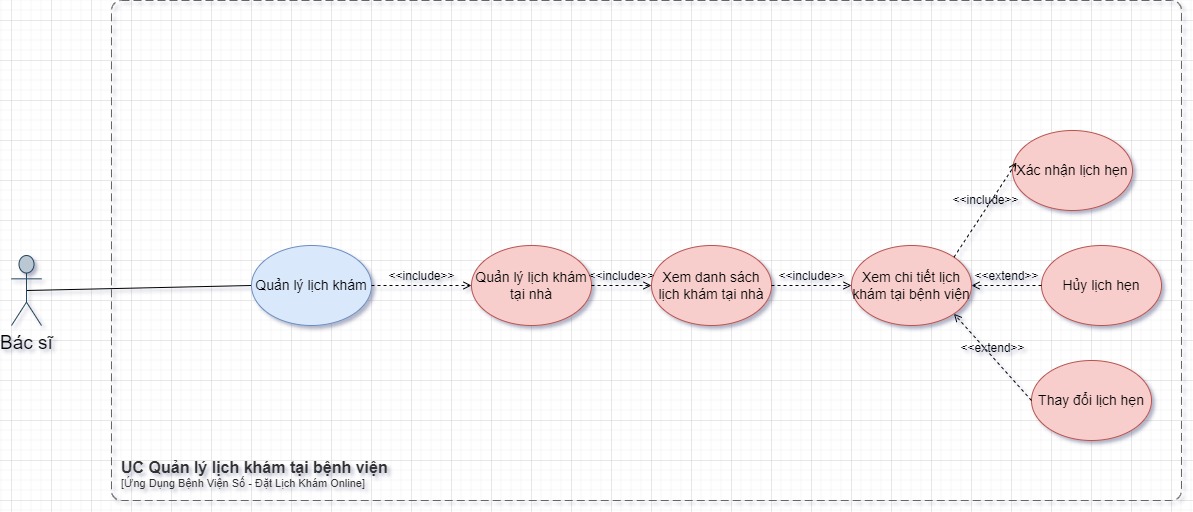 Xác nhận lịch hẹn
<<include>>
Quản lý lịch khám
<<include>>
Quản lý lịch khám
tại nhà
<<include>>
Xem danh sách
lịch khám tại nhà
<<include>>
Xem chi tiết lịch
khám tại bệnh viện
<<extend>>
Hủy lịch hẹn
Bác sĩ
<<extend>>
Thay đổi lịch hẹn
UC Quản lý lịch khám tại bệnh viện
[Ứng Dụng Bệnh Viện Số - Đặt Lịch Khám Online]